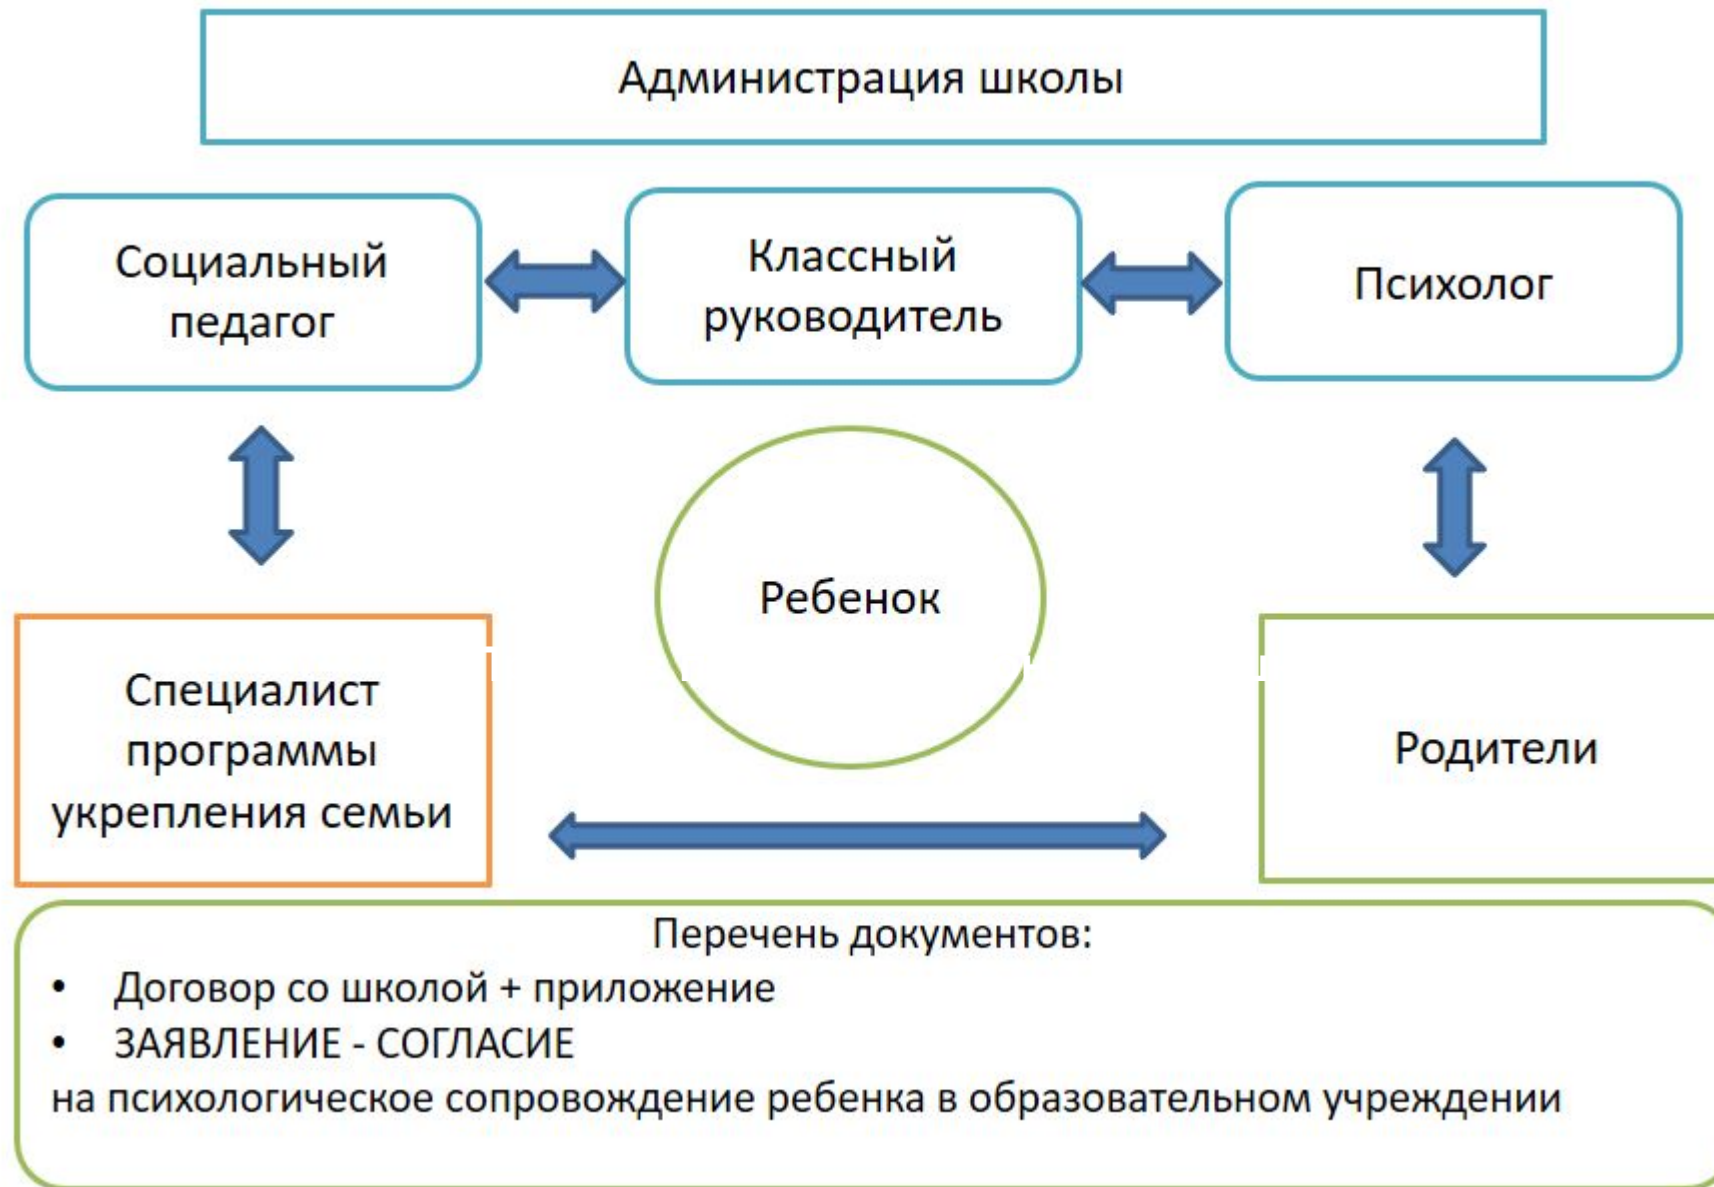 Администрация школы
Социальный
педагог
Классный
руководитель
Психолог
Ребенок
Специалист
программы
укрепления семьи
Родители
Перечень документов:
• Договор со школой + приложение
• ЗАЯВЛЕНИЕ - СОГЛАСИЕ
на психологическое сопровождение ребенка в образовательном учреждении